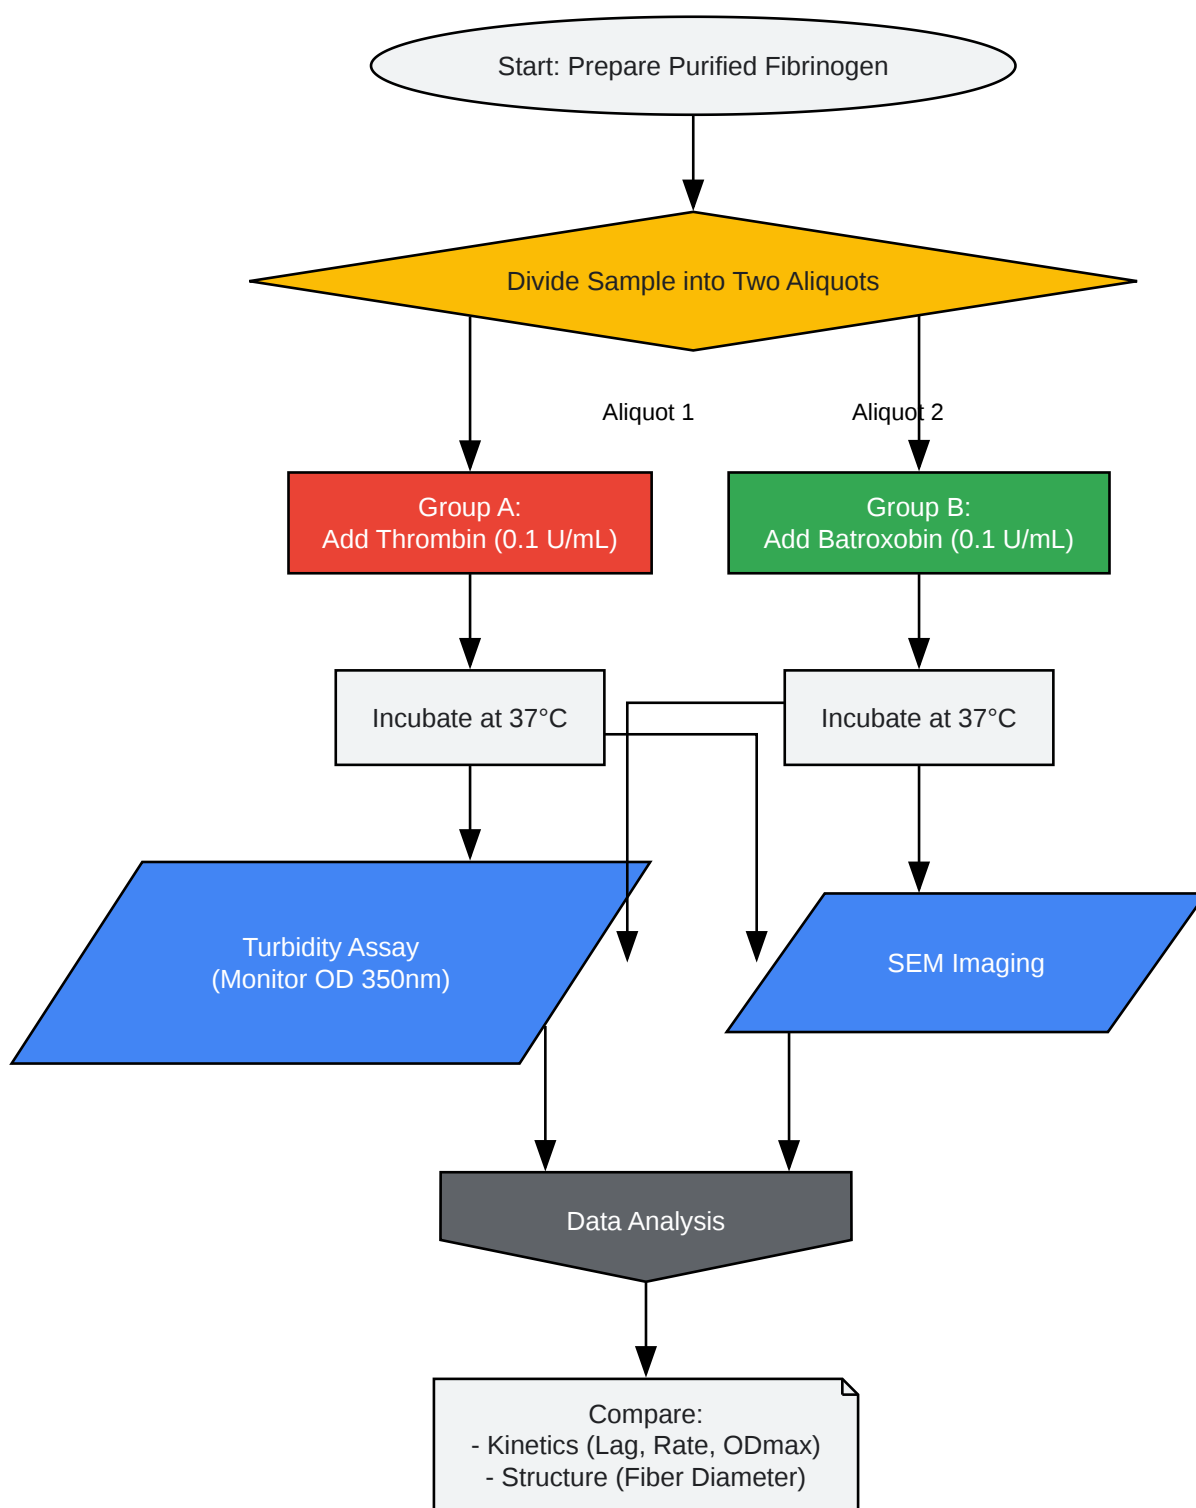 Start: Prepare Purified Fibrinogen
Divide Sample into Two Aliquots
Aliquot 1
Aliquot 2
Group A:
Add Thrombin (0.1 U/mL)
Group B:
Add Batroxobin (0.1 U/mL)
Incubate at 37°C
Incubate at 37°C
Turbidity Assay
(Monitor OD 350nm)
SEM Imaging
Data Analysis
Compare:
- Kinetics (Lag, Rate, ODmax)
- Structure (Fiber Diameter)